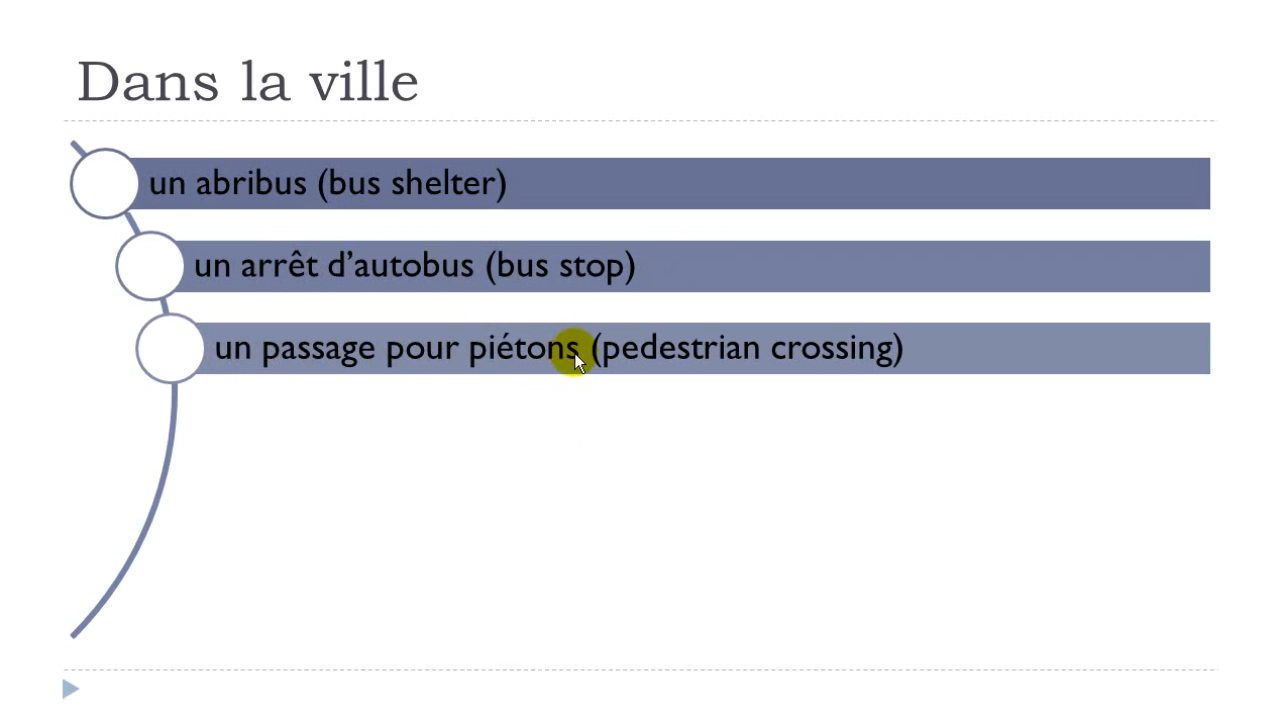 Dans la ville
un abribus (bus shelter)
un arrêt d’autobus (bus stop)
un passage pour piétons (pedestrian crossing)